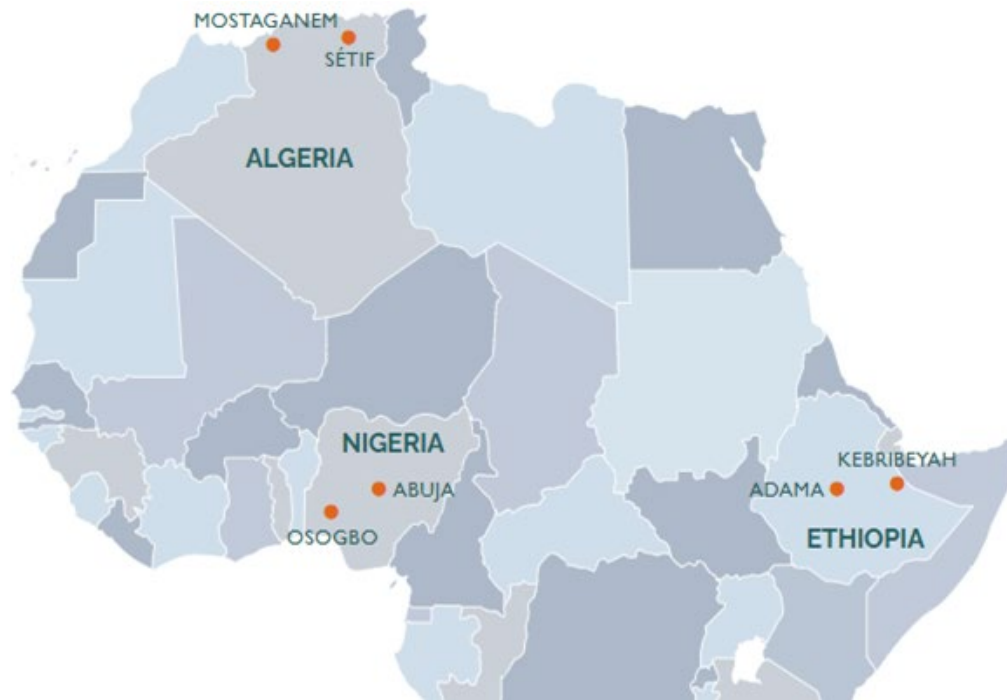 MOSTAGANEM
SÉTIF
ALGERIA
NIGERIA
ABUJA
OSOGBO
KEBRIBEYAH
ADAMA
ETHIOPIA